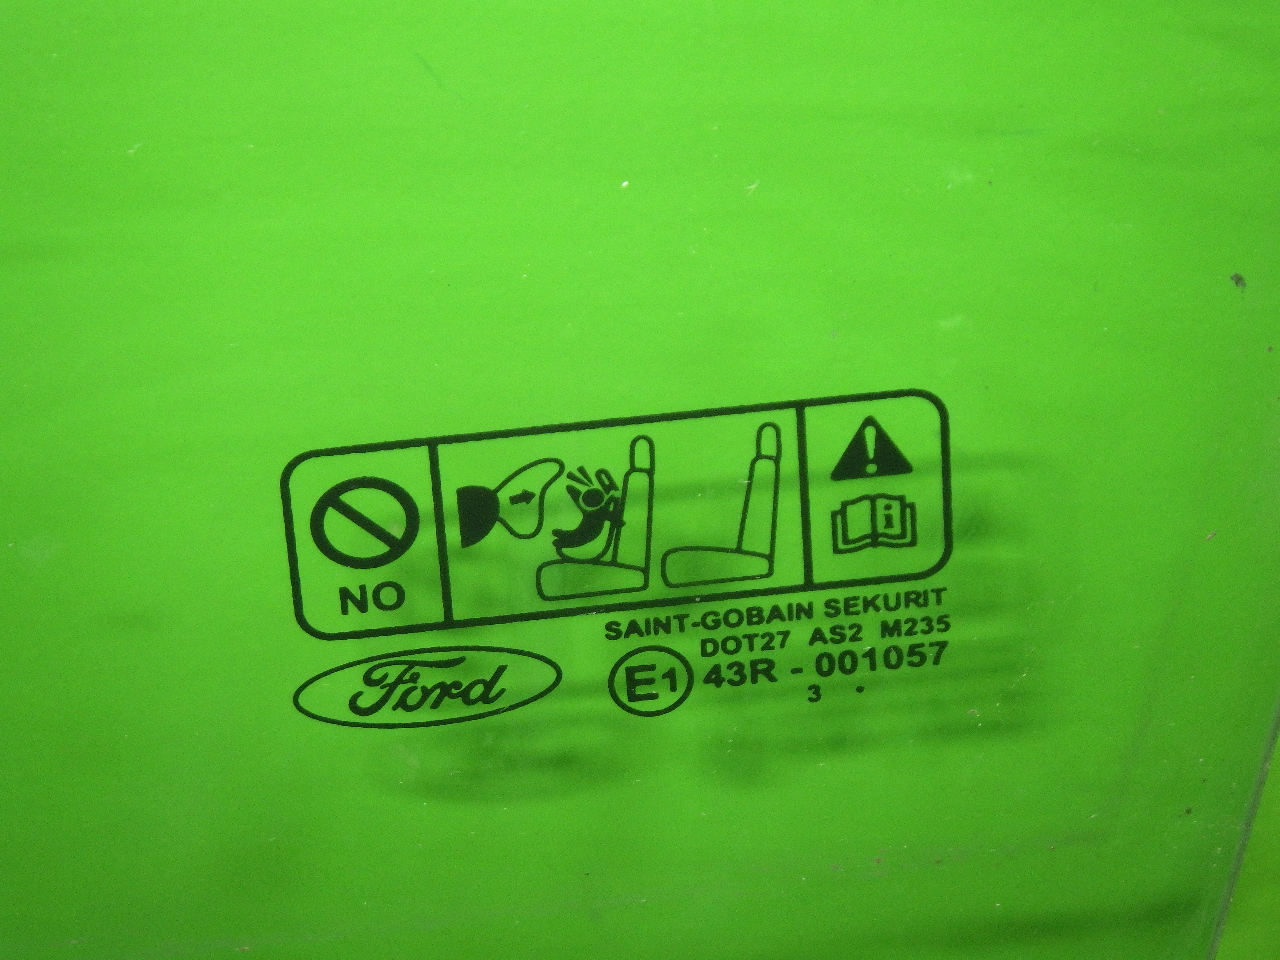 NO
SAINT-GOBAIN SEKURIT
DOT27 AS2 M235
E1 43R - 001057
3 .
Ford